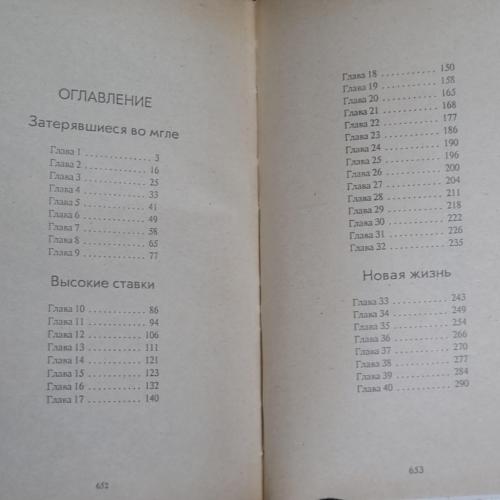 ОГЛАВЛЕНИЕ
Затерявшиеся во мгле
Глава 1 . . . . . . . . . . . . 3
Глава 2 . . . . . . . . . . . . 16
Глава 3 . . . . . . . . . . . . 25
Глава 4 . . . . . . . . . . . . 33
Глава 5 . . . . . . . . . . . . 41
Глава 6 . . . . . . . . . . . . 49
Глава 7 . . . . . . . . . . . . 58
Глава 8 . . . . . . . . . . . . 65
Глава 9 . . . . . . . . . . . . 77
Высокие ставки
Глава 10 . . . . . . . . . . . 86
Глава 11 . . . . . . . . . . . 94
Глава 12 . . . . . . . . . . . 106
Глава 13 . . . . . . . . . . . 111
Глава 14 . . . . . . . . . . . 121
Глава 15 . . . . . . . . . . . 123
Глава 16 . . . . . . . . . . . 132
Глава 17 . . . . . . . . . . . 140
652
Глава 18 . . . . . . . . . . . 150
Глава 19 . . . . . . . . . . . 158
Глава 20 . . . . . . . . . . . 165
Глава 21 . . . . . . . . . . . 168
Глава 22 . . . . . . . . . . . 177
Глава 23 . . . . . . . . . . . 186
Глава 24 . . . . . . . . . . . 190
Глава 25 . . . . . . . . . . . 196
Глава 26 . . . . . . . . . . . 200
Глава 27 . . . . . . . . . . . 204
Глава 28 . . . . . . . . . . . 211
Глава 29 . . . . . . . . . . . 218
Глава 30 . . . . . . . . . . . 222
Глава 31 . . . . . . . . . . . 226
Глава 32 . . . . . . . . . . . 235
Новая жизнь
Глава 33 . . . . . . . . . . . 243
Глава 34 . . . . . . . . . . . 249
Глава 35 . . . . . . . . . . . 254
Глава 36 . . . . . . . . . . . 266
Глава 37 . . . . . . . . . . . 270
Глава 38 . . . . . . . . . . . 277
Глава 39 . . . . . . . . . . . 284
Глава 40 . . . . . . . . . . . 290
653